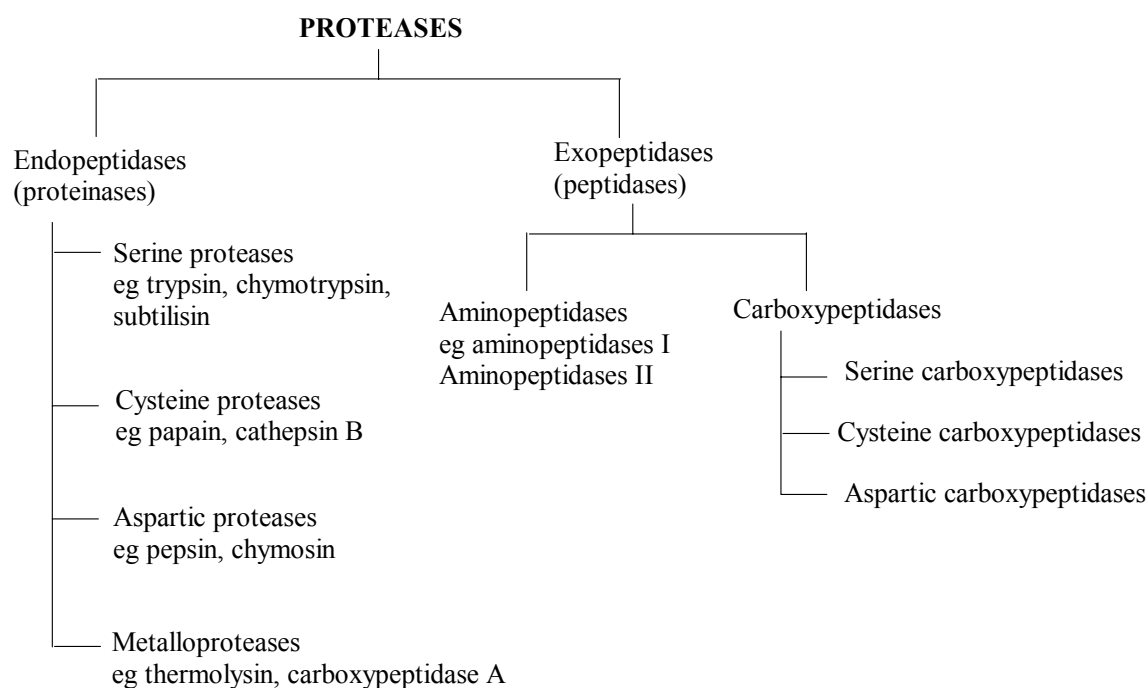 PROTEASES
Endopeptidases
(proteinases)
Serine proteases
eg trypsin, chymotrypsin,
subtilisin
Cysteine proteases
eg papain, cathepsin B
Aspartic proteases
eg pepsin, chymosin
Metalloproteases
eg thermolysin, carboxypeptidase A
Exopeptidases
(peptidases)
Aminopeptidases
eg aminopeptidases I
Aminopeptidases II
Carboxypeptidases
Serine carboxypeptidases
Cysteine carboxypeptidases
Aspartic carboxypeptidases